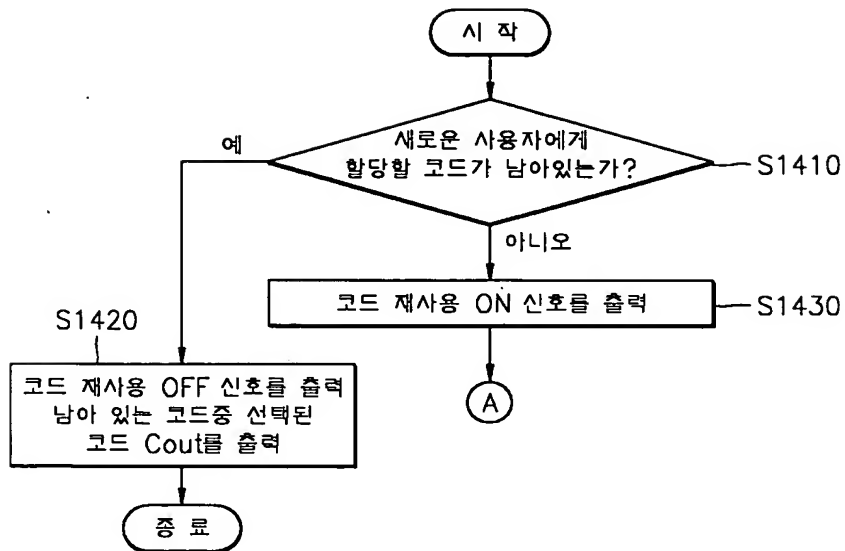 시 작
새로운 사용자에게
할당할 코드가 남아있는가?
S1410
예
아니오
코드 재사용 ON 신호를 출력
S1430
S1420
A
코드 재사용 OFF 신호를 출력
남아 있는 코드중 선택된
코드 Cout를 출력
종 료